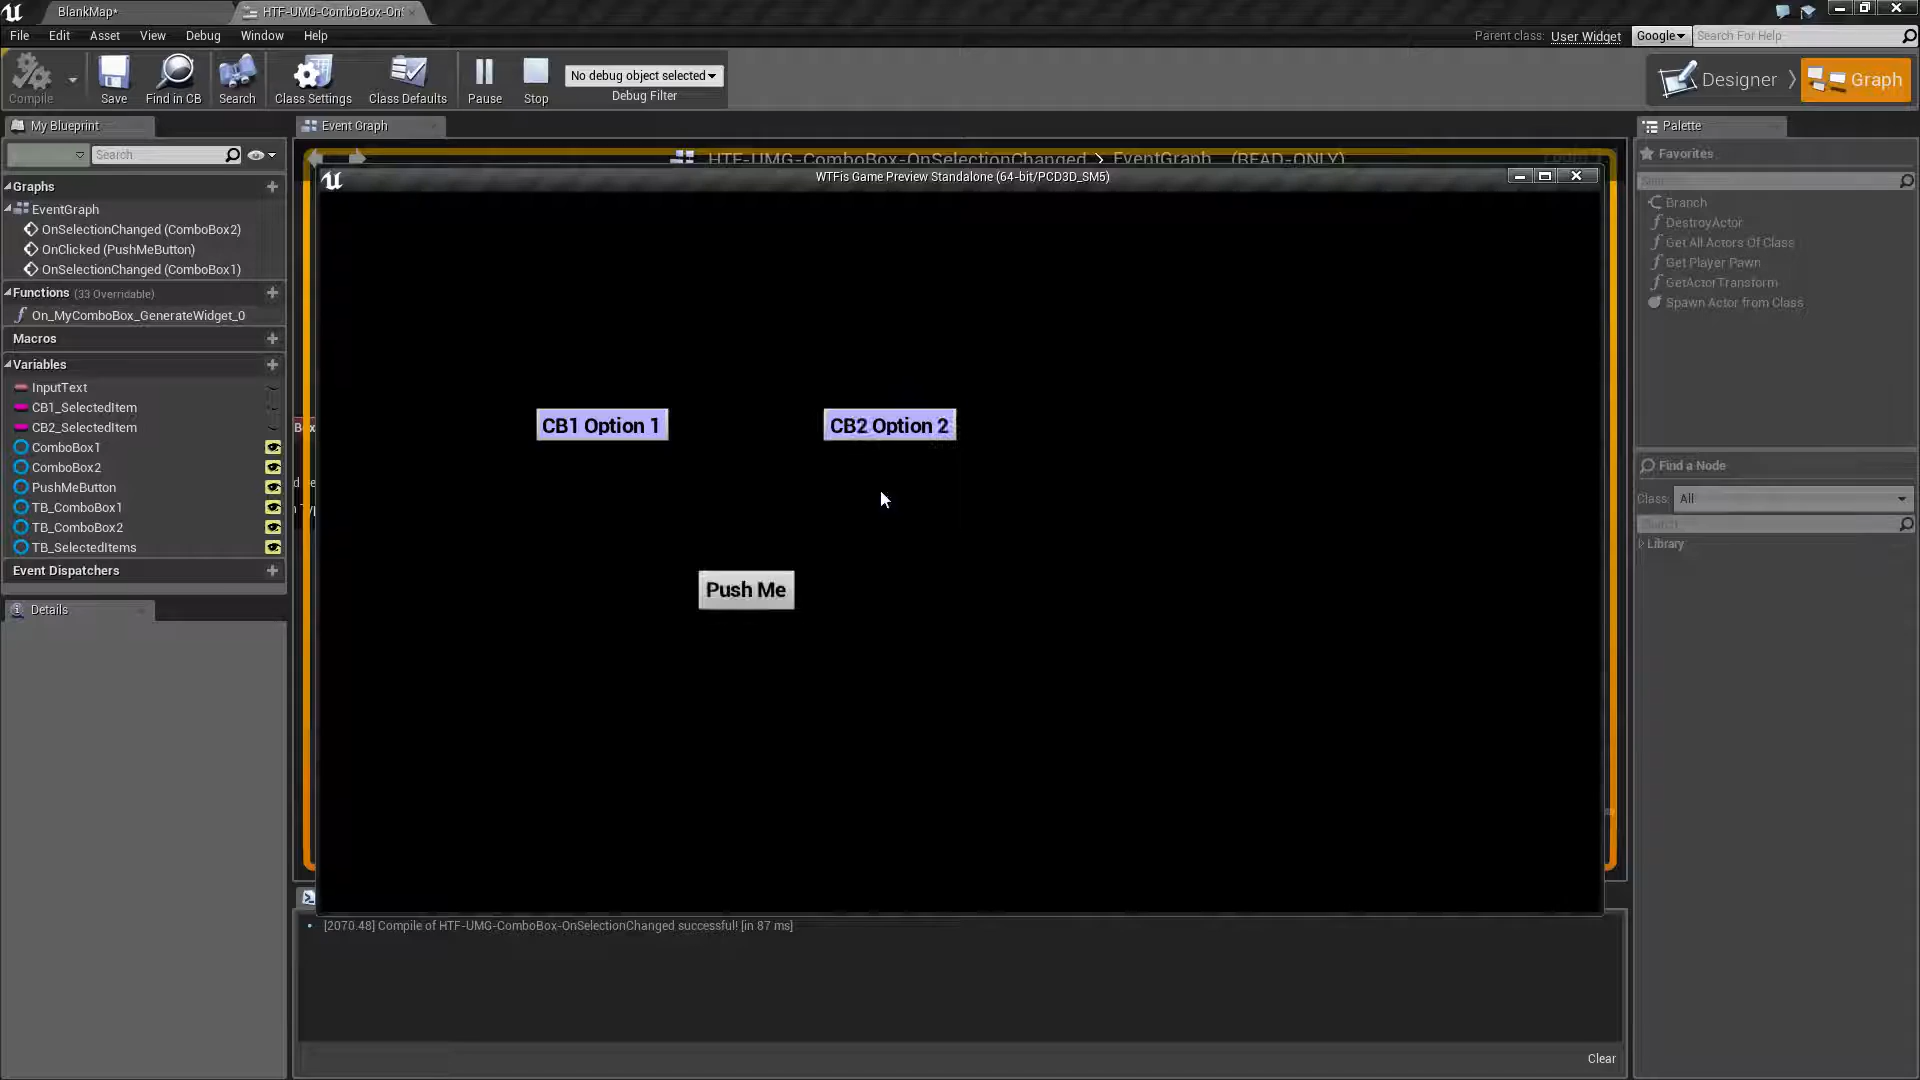 BlankMap*
HTF-UMG-ComboBox-On
File Edit Asset View Debug Window Help
Parent class: User Widget Google Search For Help
Compile Save Find in CB Search Class Settings Class Defaults Pause Stop
No debug object selected
Debug Filter
Designer Graph
My Blueprint
Event Graph
Palette
Search
HTF-UMG-ComboBox-OnSelectionChanged > EventGraph (READ-ONLY)
Favorites
WTFis Game Preview Standalone (64-bit/PCD3D_SM5)
Graphs
EventGraph
OnSelectionChanged (ComboBox2)
OnClicked (PushMeButton)
OnSelectionChanged (ComboBox1)
Functions (33 Overridable)
On_MyComboBox_GenerateWidget_0
Macros
Variables
InputText
CB1_SelectedItem
CB2_SelectedItem
ComboBox1
ComboBox2
PushMeButton
TB_ComboBox1
TB_ComboBox2
TB_SelectedItems
Event Dispatchers
Details
CB1 Option 1
CB2 Option 2
Push Me
Branch
DestroyActor
Get All Actors Of Class
Get Player Pawn
GetActorTransform
Spawn Actor from Class
Find a Node
Class: All
Search
Library
[2070.48] Compile of HTF-UMG-ComboBox-OnSelectionChanged successful! [in 87 ms]
Clear